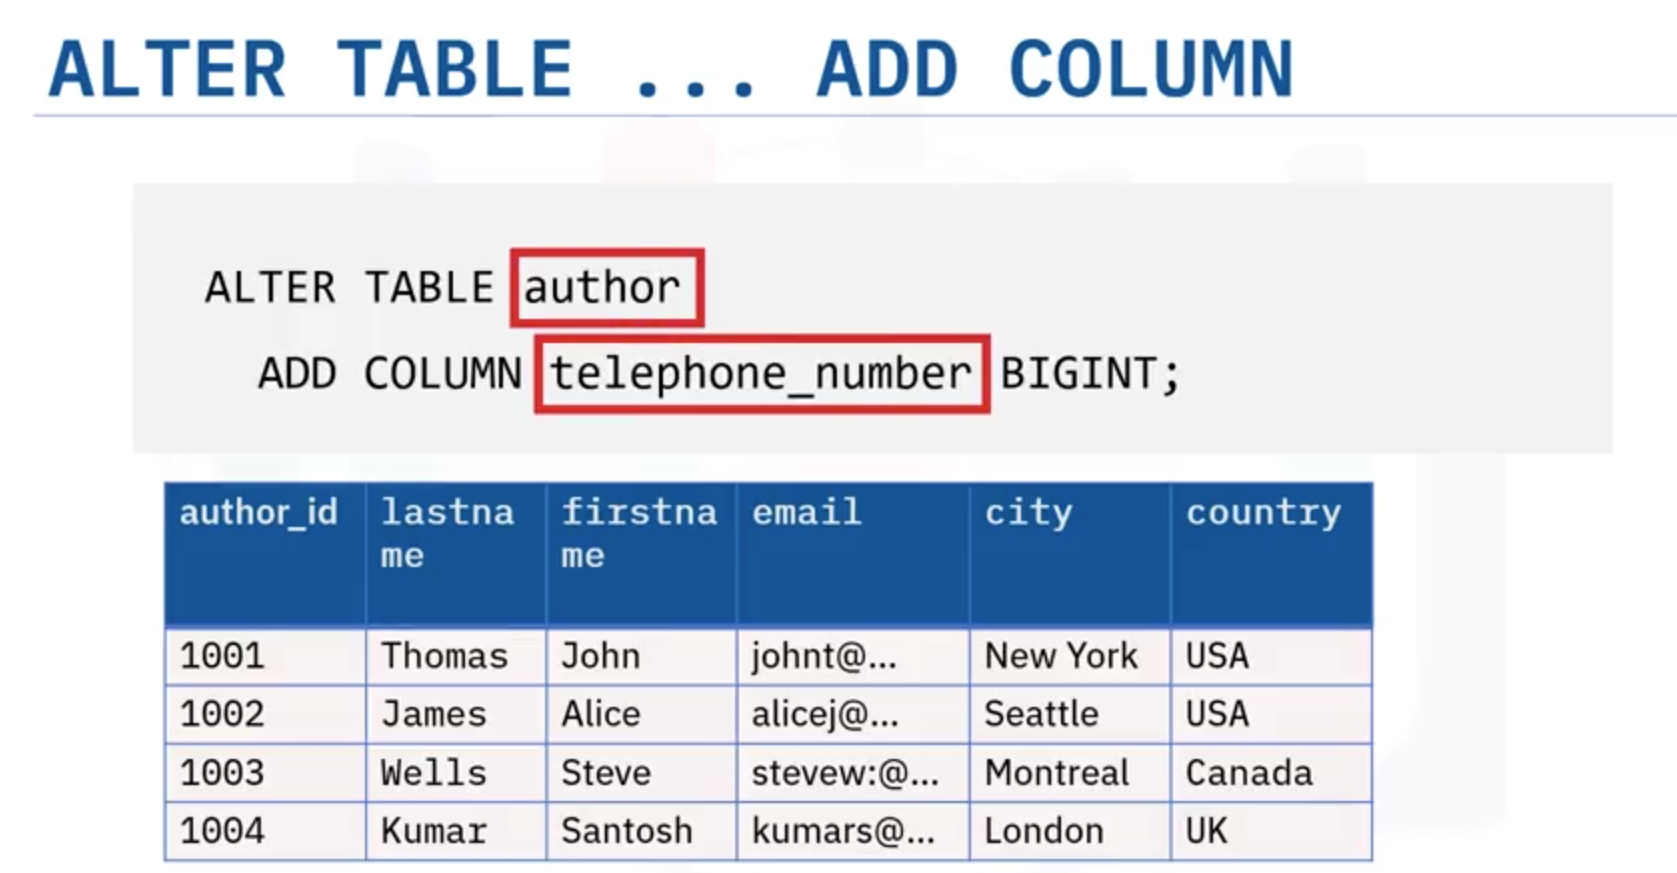 ALTER TABLE ... ADD COLUMN
ALTER TABLE author
ADD COLUMN telephone_number BIGINT;
author_id lastna firstna email city country
me me
1001 Thomas John johnt@... New York USA
1002 James Alice alicej@... Seattle USA
1003 Wells Steve stevew:@... Montreal Canada
1004 Kumar Santosh kumars@... London UK